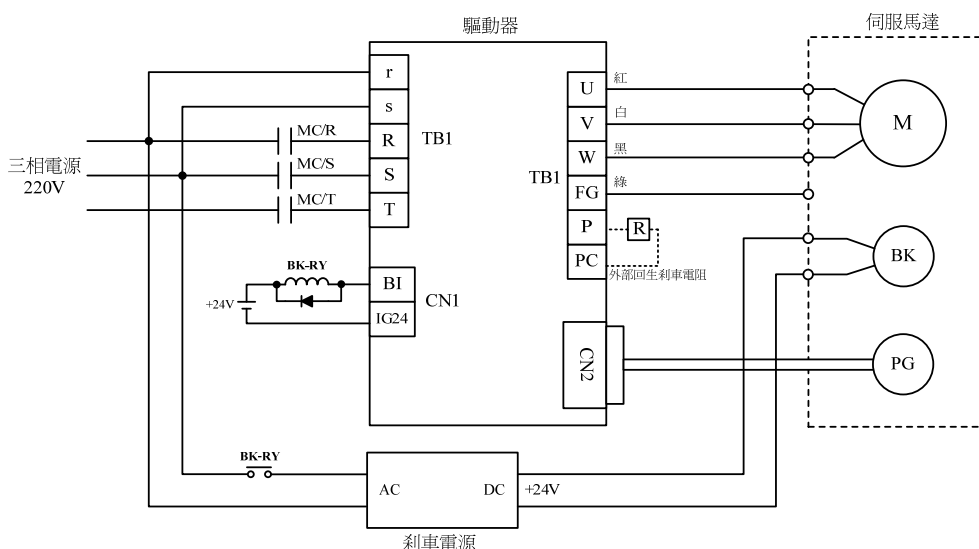 驅動器
伺服馬達
r
s
MC/R
R
TB1
三相電源
220V
MC/S
S
MC/T
T
U
紅
V
白
W
黑
TB1
FG
綠
P
R
PC
外部回生剎車電阻
M
BK
PG
BK-RY
BI
+24V
CN1
IG24
CN2
BK-RY
AC
DC
+24V
剎車電源